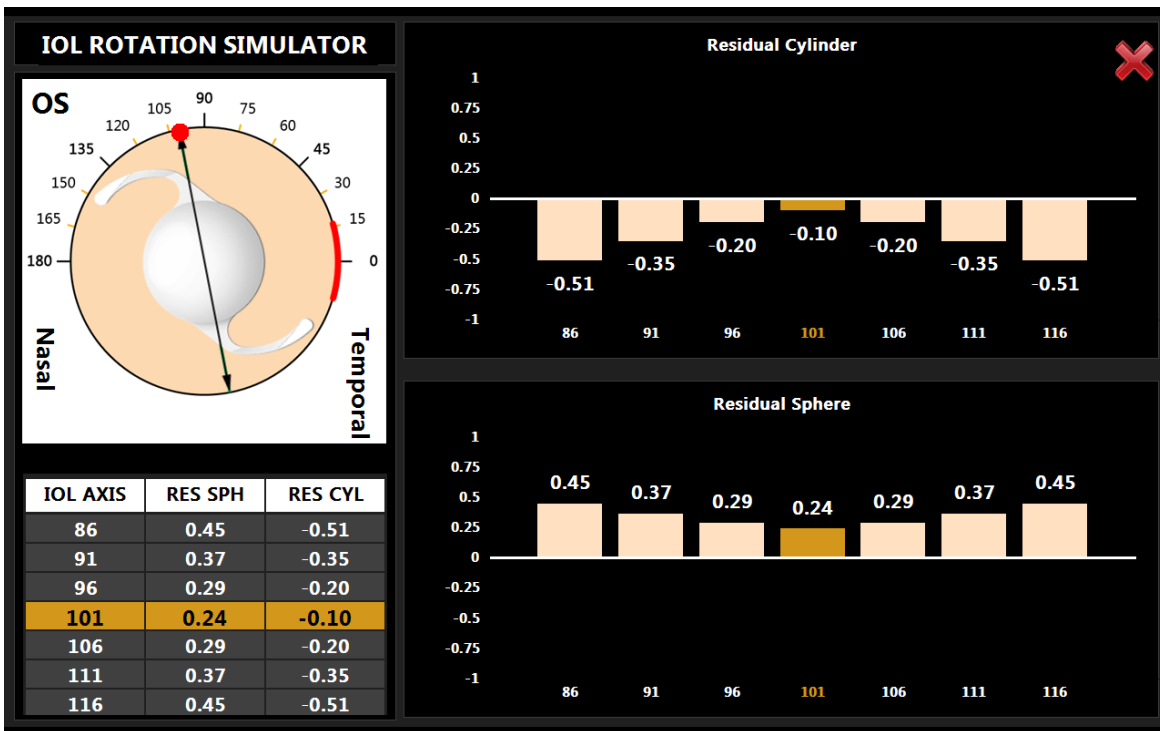 IOL ROTATION SIMULATOR
OS
90
105
75
120
60
135
45
150
30
165
15
180
0
Nasal
Temporal
IOL AXIS RES SPH RES CYL
86 0.45 -0.51
91 0.37 -0.35
96 0.29 -0.20
101 0.24 -0.10
106 0.29 -0.20
111 0.37 -0.35
116 0.45 -0.51
Residual Cylinder
1
0.75
0.5
0.25
0
-0.25
-0.5
-0.75
-1
-0.51 -0.35 -0.20 -0.10 -0.20 -0.35 -0.51
86 91 96 101 106 111 116
Residual Sphere
1
0.75
0.5
0.25
0
-0.25
-0.5
-0.75
-1
0.45 0.37 0.29 0.24 0.29 0.37 0.45
86 91 96 101 106 111 116